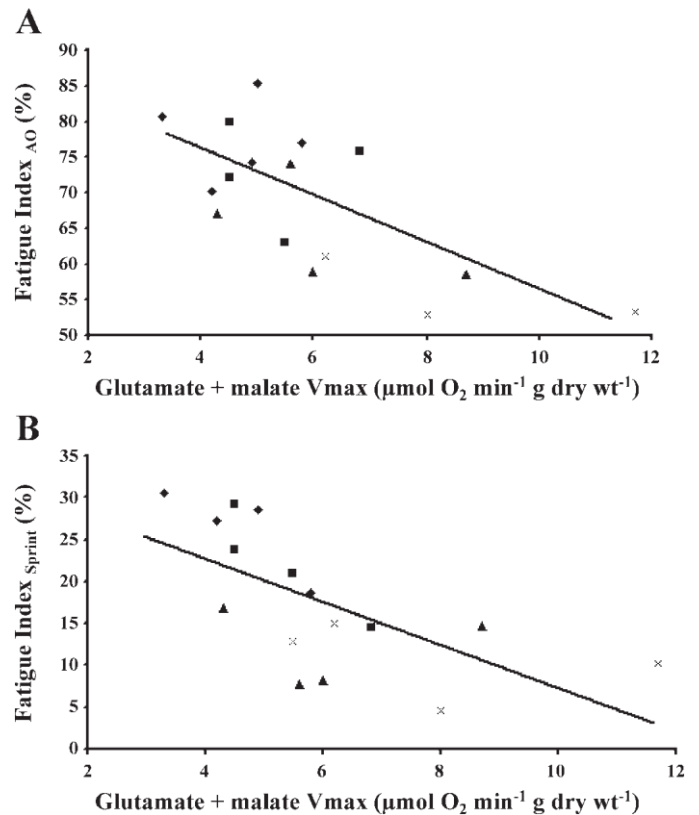 A
Fatigue Index AO (%)
90
85
80
75
70
65
60
55
50
2 4 6 8 10 12
Glutamate + malate Vmax (µmol O₂ min⁻¹ g dry wt⁻¹)
B
Fatigue Index Sprint (%)
35
30
25
20
15
10
5
0
2 4 6 8 10 12
Glutamate + malate Vmax (µmol O₂ min⁻¹ g dry wt⁻¹)